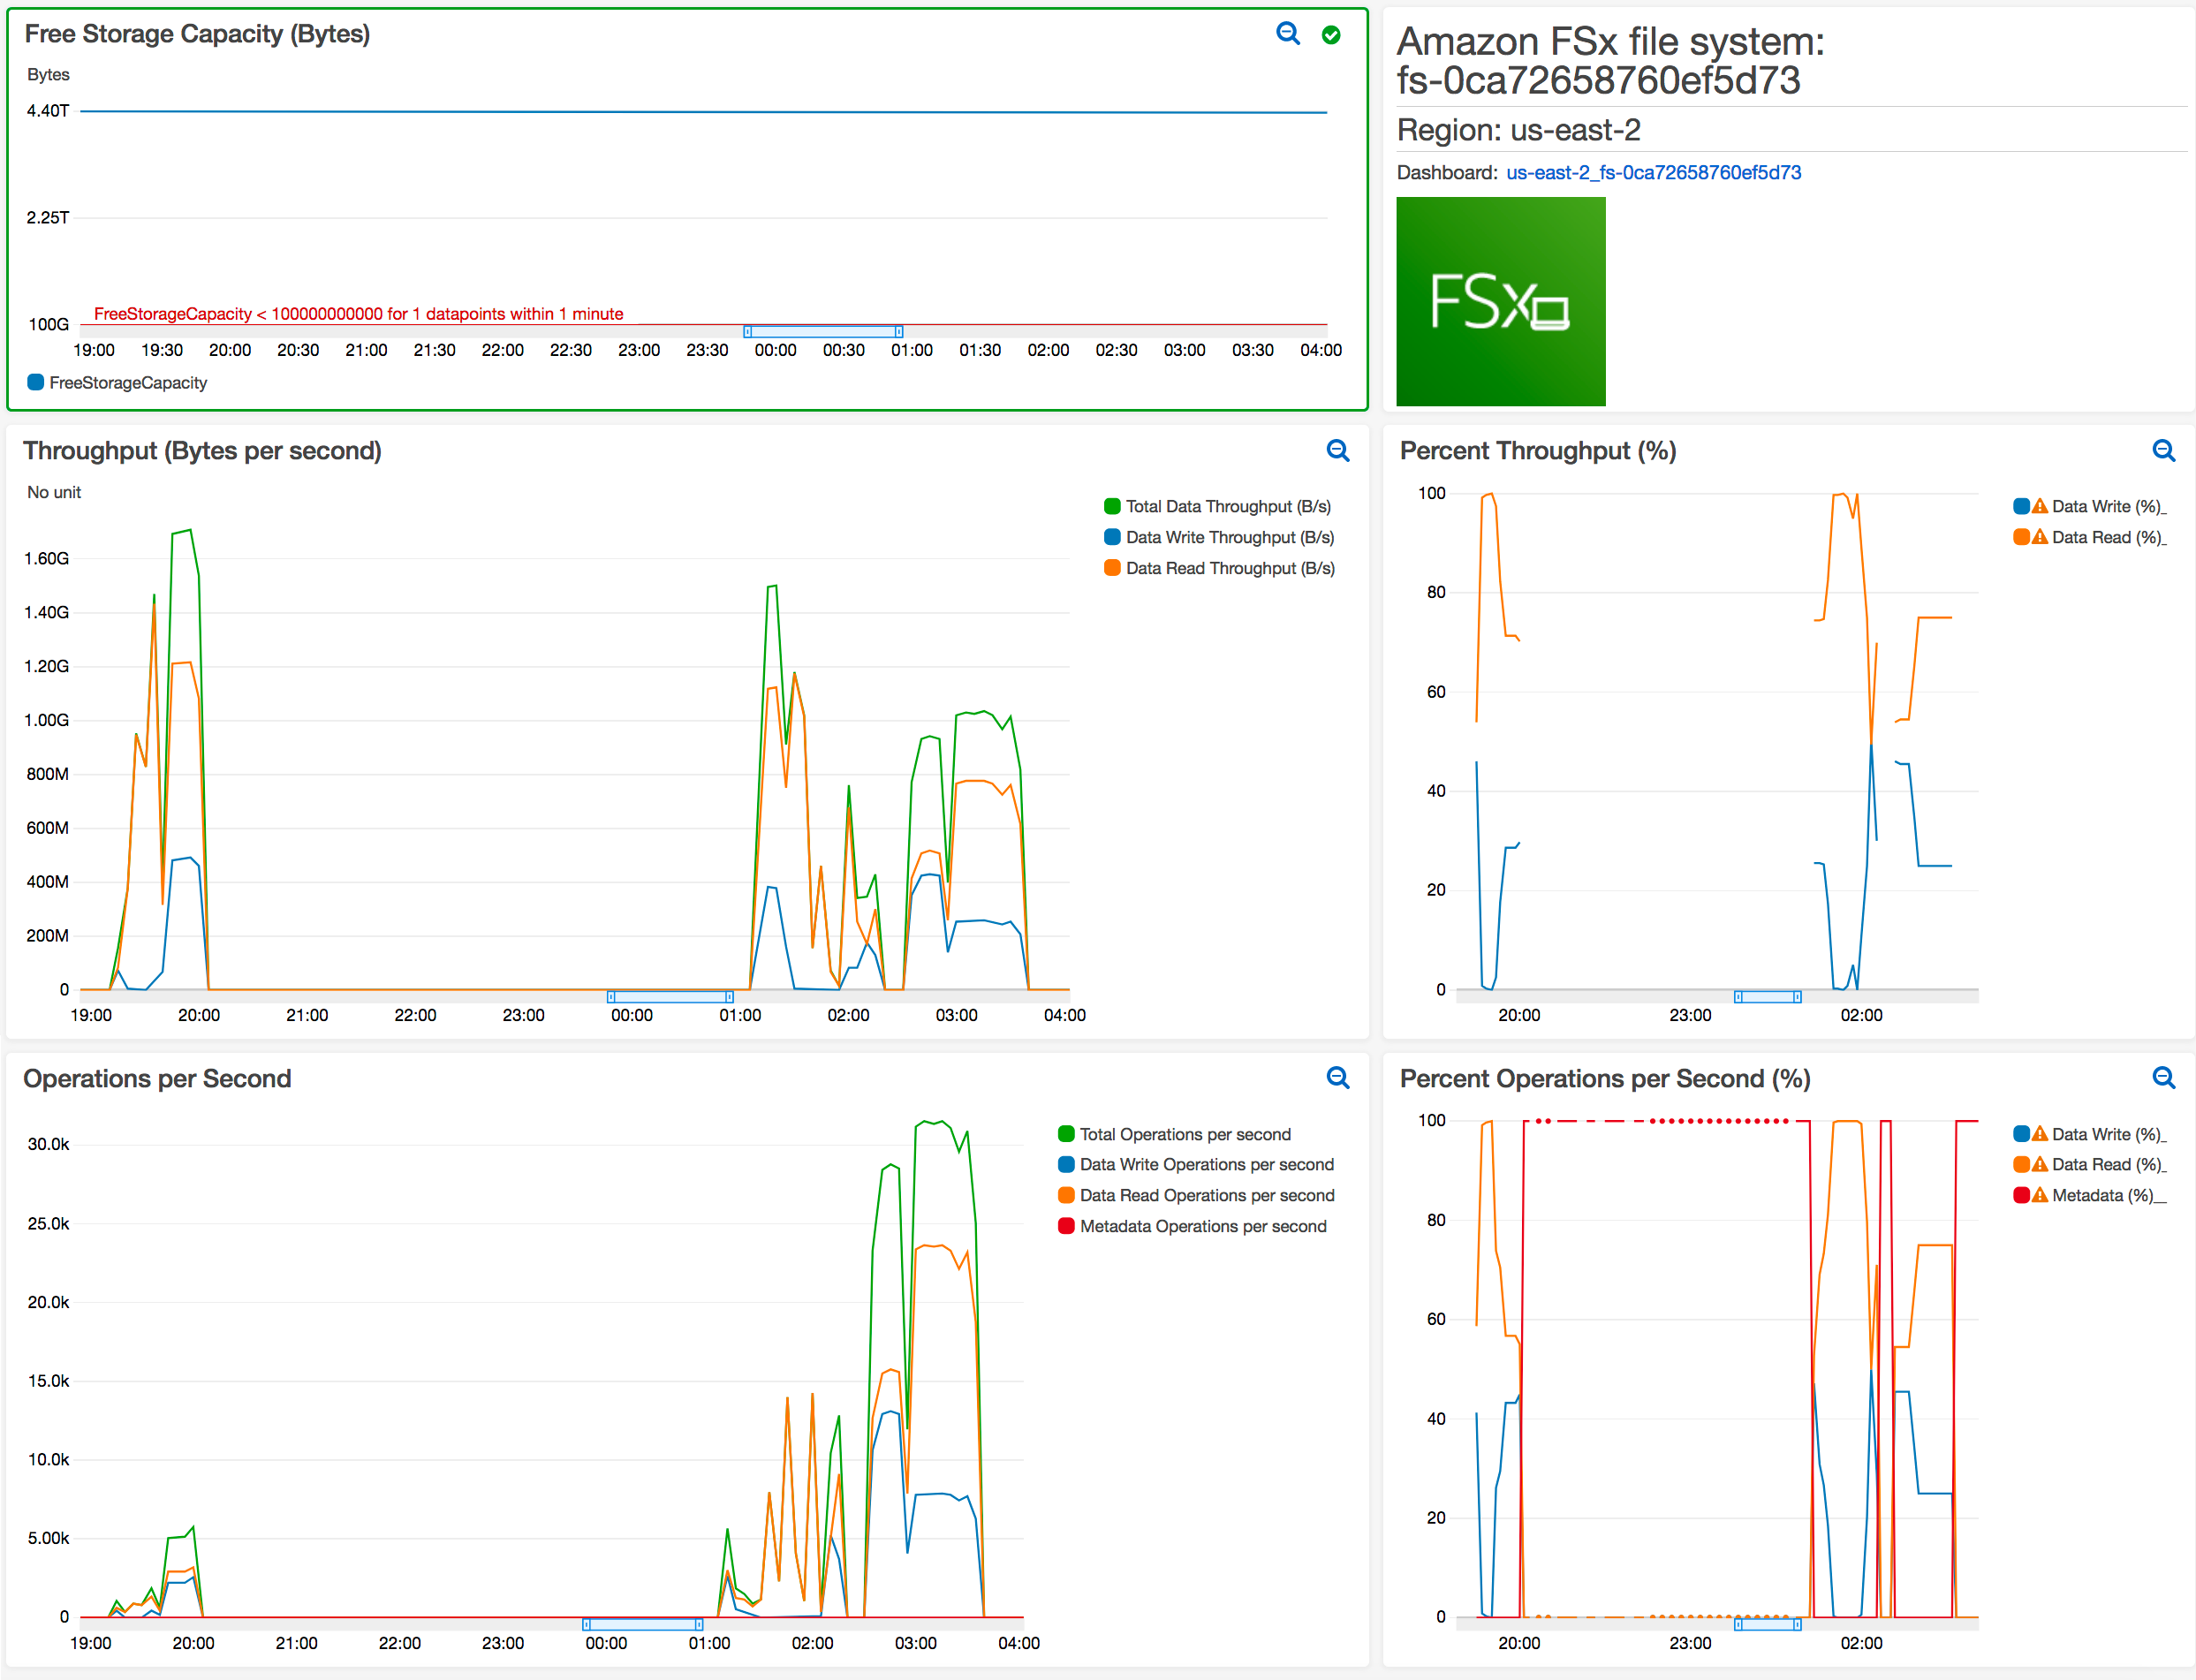 Free Storage Capacity (Bytes)
Bytes
4.40T
2.25T
FreeStorageCapacity < 100000000000 for 1 datapoints within 1 minute
100G
19:00 19:30 20:00 20:30 21:00 21:30 22:00 22:30 23:00 23:30 00:00 00:30 01:00 01:30 02:00 02:30 03:00 03:30 04:00
FreeStorageCapacity
Amazon FSx file system:
fs-0ca72658760ef5d73
Region: us-east-2
Dashboard: us-east-2_fs-0ca72658760ef5d73
FSx
Throughput (Bytes per second)
No unit
1.60G
1.40G
1.20G
1.00G
800M
600M
400M
200M
0
19:00 20:00 21:00 22:00 23:00 00:00 01:00 02:00 03:00 04:00
Total Data Throughput (B/s)
Data Write Throughput (B/s)
Data Read Throughput (B/s)
Percent Throughput (%)
100
80
60
40
20
0
20:00 23:00 02:00
Data Write (%)_
Data Read (%)_
Operations per Second
30.0k
25.0k
20.0k
15.0k
10.0k
5.00k
0
19:00 20:00 21:00 22:00 23:00 00:00 01:00 02:00 03:00 04:00
Total Operations per second
Data Write Operations per second
Data Read Operations per second
Metadata Operations per second
Percent Operations per Second (%)
100
80
60
40
20
0
20:00 23:00 02:00
Data Write (%)_
Data Read (%)_
Metadata (%)__